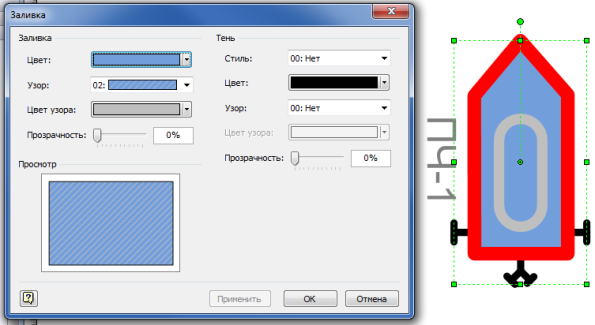 Заливка
Заливка
Цвет:
Узор:
02:
Цвет узора:
Прозрачность:
0%
Просмотр
Тень
Стиль:
00: Нет
Цвет:
Узор:
00: Нет
Цвет узора:
Прозрачность:
0%
Применить
ОК
Отмена
ПЧ-1